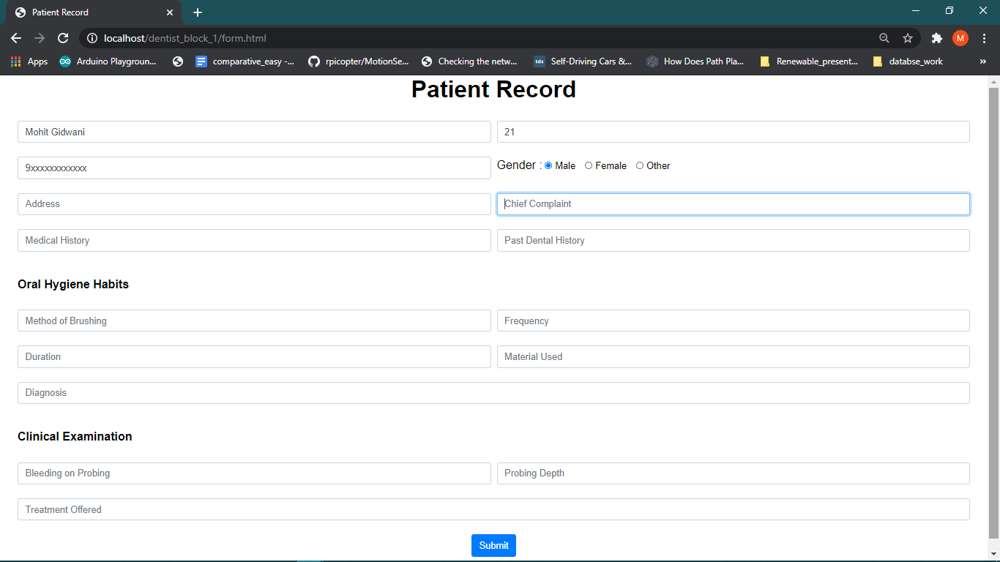 Patient Record
localhost/dentist_block_1/form.html
M
Apps
Arduino Playgroun...
comparative_easy -...
rpicopter/MotionSe...
Checking the netw...
tds Self-Driving Cars &...
How Does Path Pla...
Renewable_present...
databse_work
»
Patient Record
Mohit Gidwani
21
9xxxxxxxxxxxx
Gender : Male Female Other
Address
Chief Complaint
Medical History
Past Dental History
Oral Hygiene Habits
Method of Brushing
Frequency
Duration
Material Used
Diagnosis
Clinical Examination
Bleeding on Probing
Probing Depth
Treatment Offered
Submit